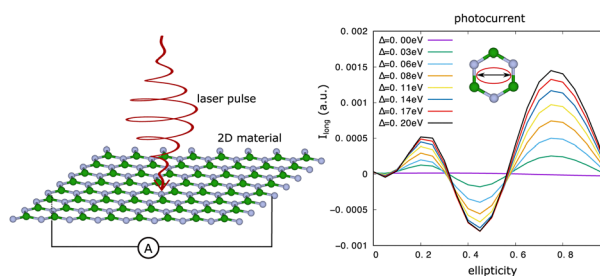 laser pulse
2D material
A
photocurrent
Δ=0.00eV
Δ=0.03eV
Δ=0.06eV
Δ=0.08eV
Δ=0.11eV
Δ=0.14eV
Δ=0.17eV
Δ=0.20eV
I_long (a.u.)
0.002
0.0015
0.001
0.0005
0
−0.0005
−0.001
0 0.2 0.4 0.6 0.8
ellipticity